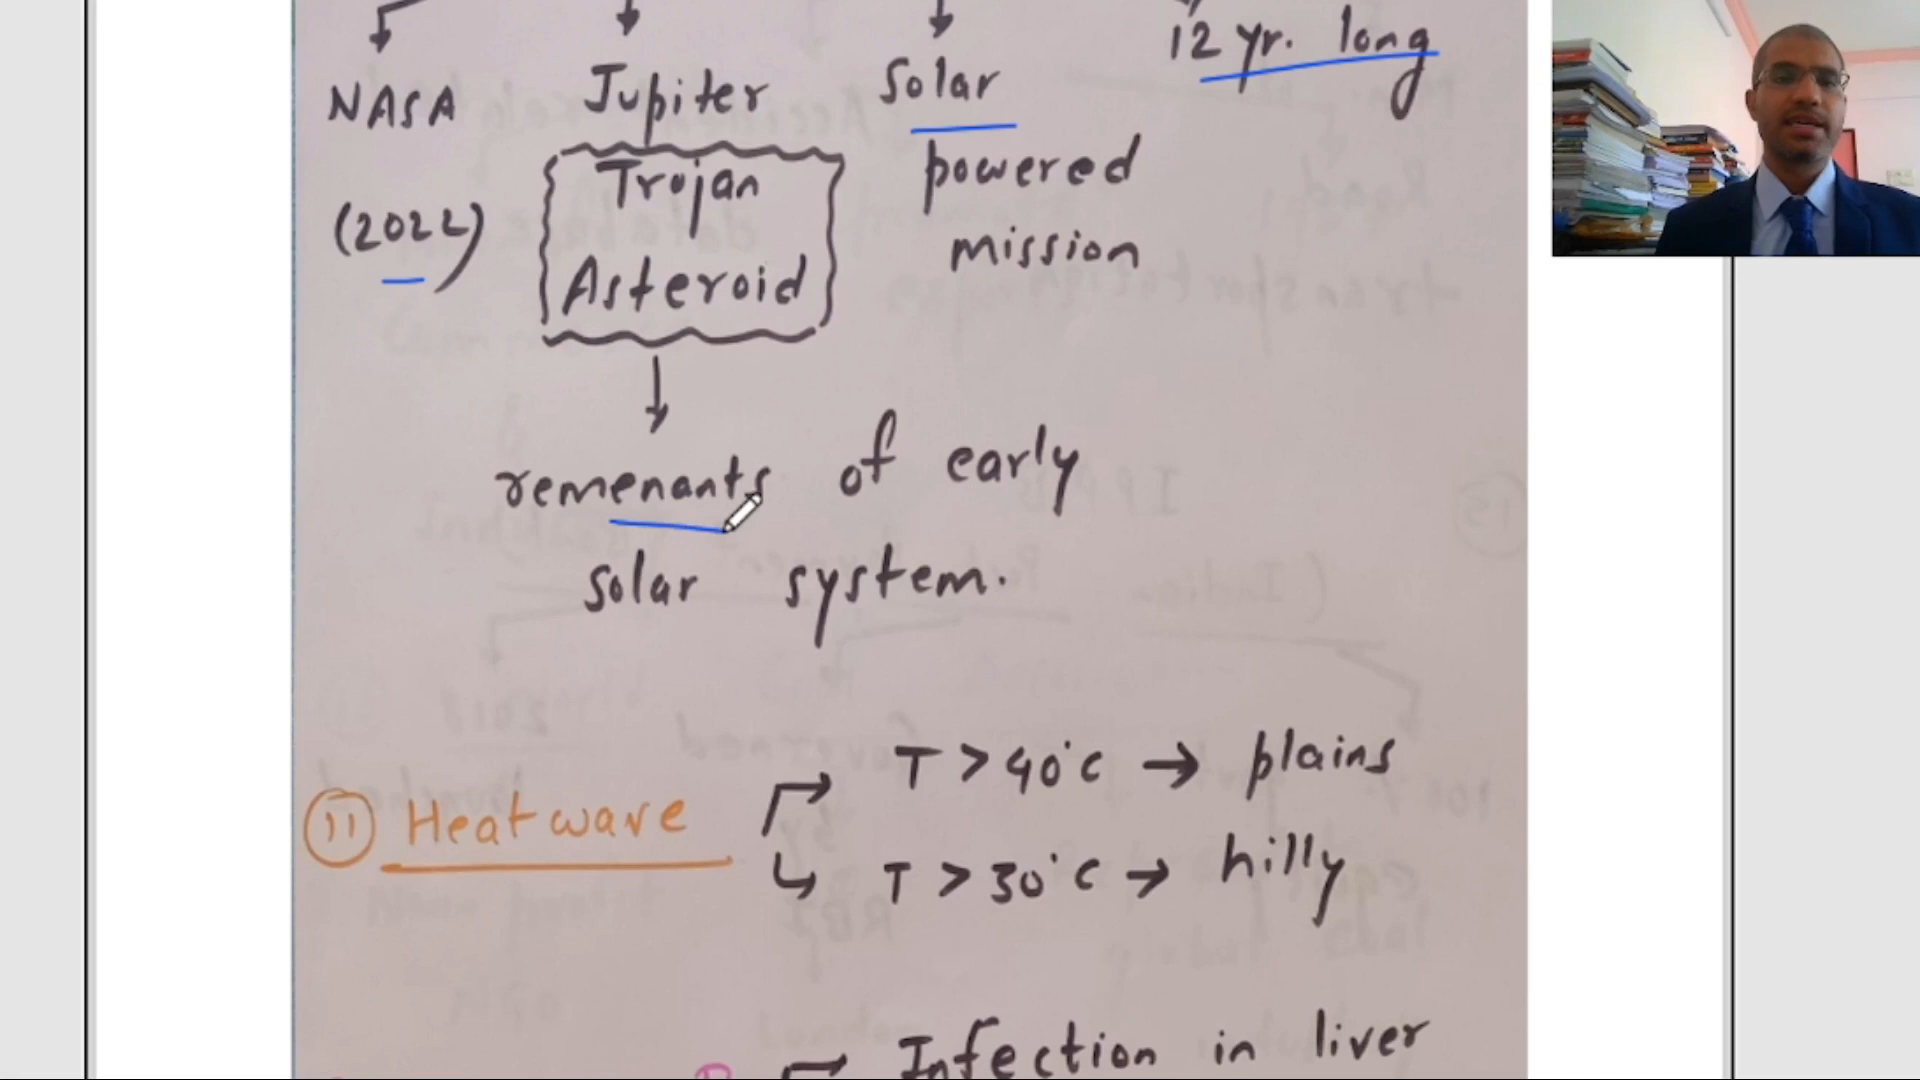 12 yr. long
NASA
(2022)
Jupiter
Trojan
Asteroid
Solar
powered
mission
remenants of early
solar system.
11 Heatwave
T > 40°c → plains
T > 30°c → hilly
Infection in liver